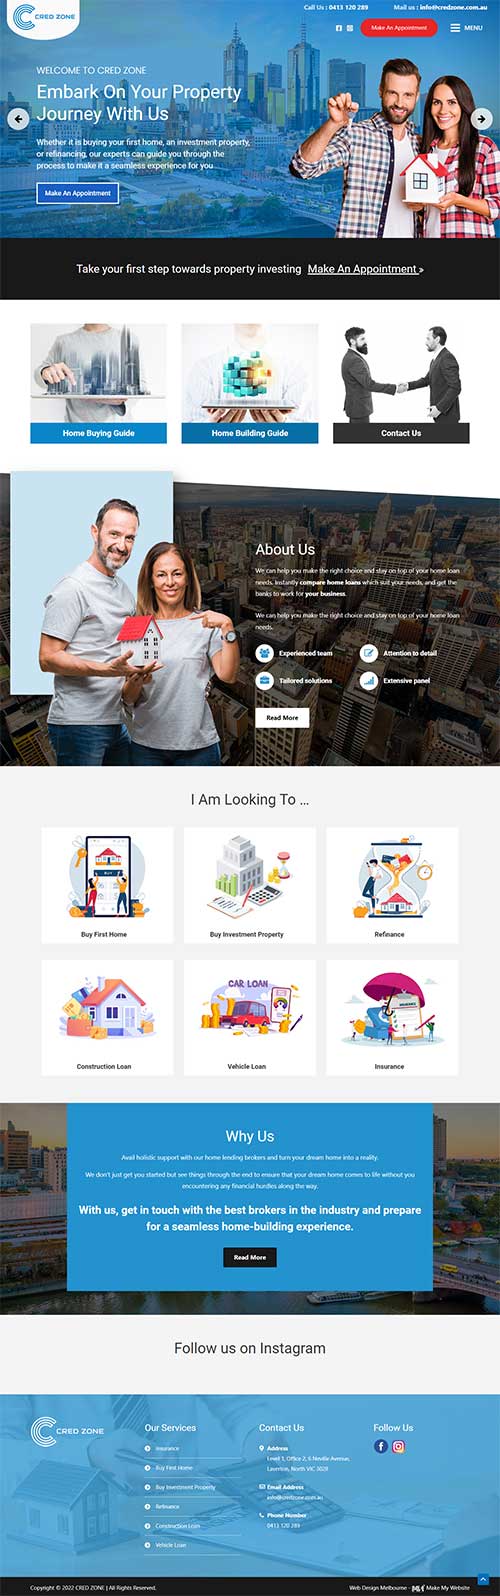 CRED ZONE
Call Us : 0413 120 289
Mail us : info@credzone.com.au
Make An Appointment
MENU
WELCOME TO CRED ZONE
Embark On Your Property
Journey With Us
Whether it is buying your first home, an investment property,
or refinancing, our experts can guide you through the
process to make it a seamless experience for you
Make An Appointment
Take your first step towards property investing Make An Appointment »
Home Buying Guide
Home Building Guide
Contact Us
About Us
We can help you make the right choice and stay on top of your home loan
needs. Instantly compare home loans which suit your needs, and get the
banks to work for your business.
We can help you make the right choice and stay on top of your home loan
needs.
Experienced team
Attention to detail
Tailored solutions
Extensive panel
Read More
I Am Looking To ...
BUY
Buy First Home
Buy Investment Property
Refinance
Construction Loan
CAR LOAN
Vehicle Loan
INSURANCE
Insurance
Why Us
Avail holistic support with our home lending brokers and turn your dream home into a reality.
We don't just get you started but see things through the end to ensure that your dream home comes to life without you
encountering any financial hurdles along the way.
With us, get in touch with the best brokers in the industry and prepare
for a seamless home-building experience.
Read More
Follow us on Instagram
CRED ZONE
Our Services
Insurance
Buy First Home
Buy Investment Property
Refinance
Construction Loan
Vehicle Loan
Contact Us
Address
Level 1, Office 2, 6 Neville Avenue,
Laverton, North VIC 3028
Email Address
info@credzone.com.au
Phone Number
0413 120 289
Follow Us
Copyright © 2022 CRED ZONE | All Rights Reserved.
Web Design Melbourne - Make My Website